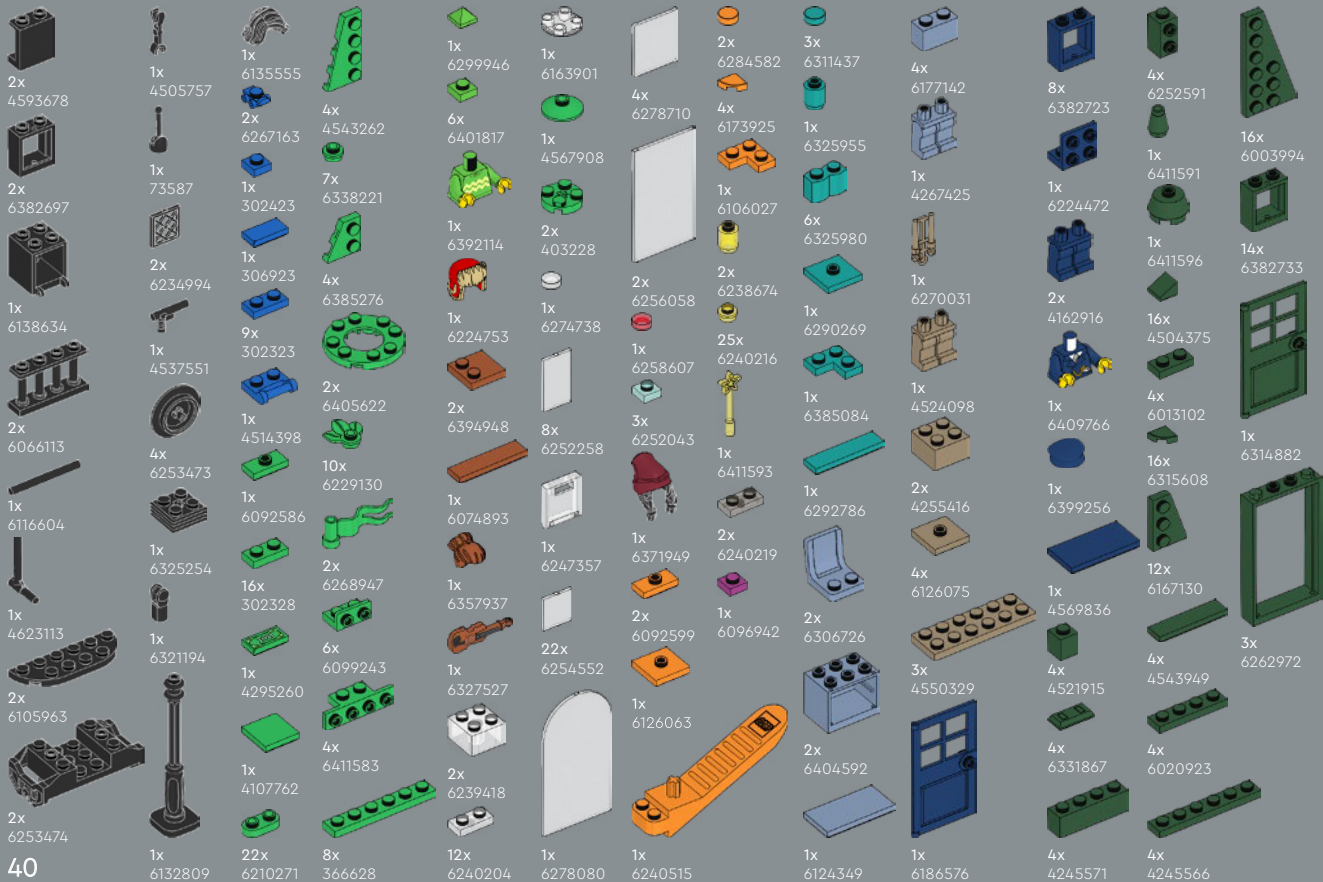 2x
4593678
2x
6382697
1x
6138634
2x
6066113
1x
6116604
1x
4623113
2x
6105963
2x
6253474
40
1x
4505757
1x
73587
2x
6234994
1x
4537551
4x
6253473
1x
6325254
1x
6321194
1x
6132809
1x
6135555
2x
6267163
1x
302423
1x
306923
9x
302323
1x
4514398
1x
6092586
16x
302328
1x
4295260
1x
4107762
22x
6210271
4x
4543262
7x
6338221
4x
6385276
2x
6405622
10x
6229130
2x
6268947
6x
6099243
4x
6411583
8x
366628
1x
6299946
6x
6401817
1x
6392114
1x
6224753
2x
6394948
1x
6074893
1x
6357937
1x
6327527
2x
6239418
12x
6240204
1x
6163901
1x
4567908
2x
403228
1x
6274738
8x
6252258
1x
6247357
22x
6254552
1x
6278080
4x
6278710
2x
6256058
1x
6258607
3x
6252043
1x
6371949
2x
6092599
1x
6126063
1x
6240515
2x
6284582
4x
6173925
1x
6106027
2x
6238674
25x
6240216
1x
6411593
2x
6240219
1x
6096942
3x
6311437
1x
6325955
6x
6325980
1x
6290269
1x
6385084
1x
6292786
2x
6306726
2x
6404592
1x
6124349
4x
6177142
1x
4267425
1x
6270031
1x
4524098
2x
4255416
4x
6126075
3x
4550329
1x
6186576
8x
6382723
1x
6224472
2x
4162916
1x
6409766
1x
6399256
1x
4569836
4x
4521915
4x
6331867
4x
4245571
4x
6252591
1x
6411591
1x
6411596
16x
4504375
4x
6013102
16x
6315608
12x
6167130
4x
4543949
4x
6020923
4x
4245566
16x
6003994
14x
6382733
1x
6314882
3x
6262972